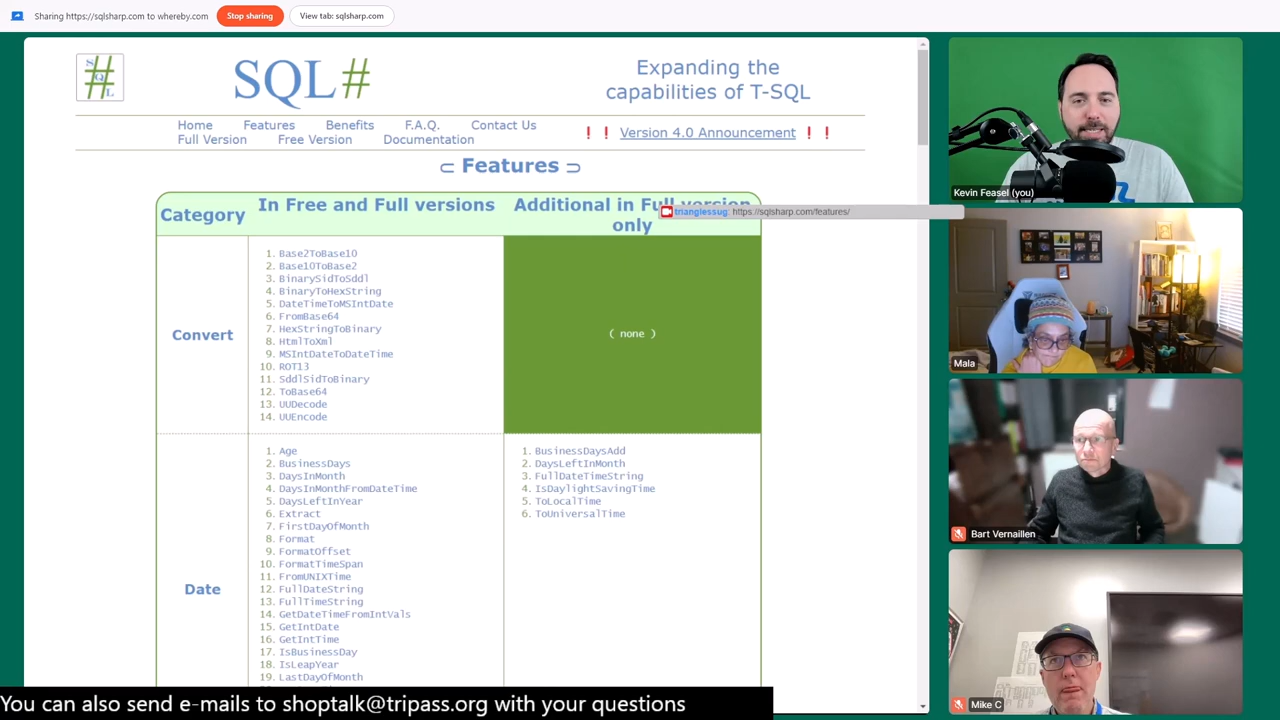 Sharing https://sqlsharp.com to whereby.com
Stop sharing
View tab: sqlsharp.com
S
Q
L
SQL#
Expanding the
capabilities of T-SQL
Home Features Benefits F.A.Q. Contact Us
Full Version Free Version Documentation
❗ ❗ Version 4.0 Announcement ❗ ❗
⊂ Features ⊃
Category
In Free and Full versions
Additional in Full version
only
trianglessug: https://sqlsharp.com/features/
Convert
1. Base2ToBase10
2. Base10ToBase2
3. BinarySidToSddl
4. BinaryToHexString
5. DateTimeToMSIntDate
6. FromBase64
7. HexStringToBinary
8. HtmlToXml
9. MSIntDateToDateTime
10. ROT13
11. SddlSidToBinary
12. ToBase64
13. UUDecode
14. UUEncode
( none )
Date
1. Age
2. BusinessDays
3. DaysInMonth
4. DaysInMonthFromDateTime
5. DaysLeftInYear
6. Extract
7. FirstDayOfMonth
8. Format
9. FormatOffset
10. FormatTimeSpan
11. FromUNIXTime
12. FullDateString
13. FullTimeString
14. GetDateTimeFromIntVals
15. GetIntDate
16. GetIntTime
17. IsBusinessDay
18. IsLeapYear
19. LastDayOfMonth
1. BusinessDaysAdd
2. DaysLeftInMonth
3. FullDateTimeString
4. IsDaylightSavingTime
5. ToLocalTime
6. ToUniversalTime
Kevin Feasel (you)
Mala
Bart Vernaillen
Mike C
You can also send e-mails to shoptalk@tripass.org with your questions